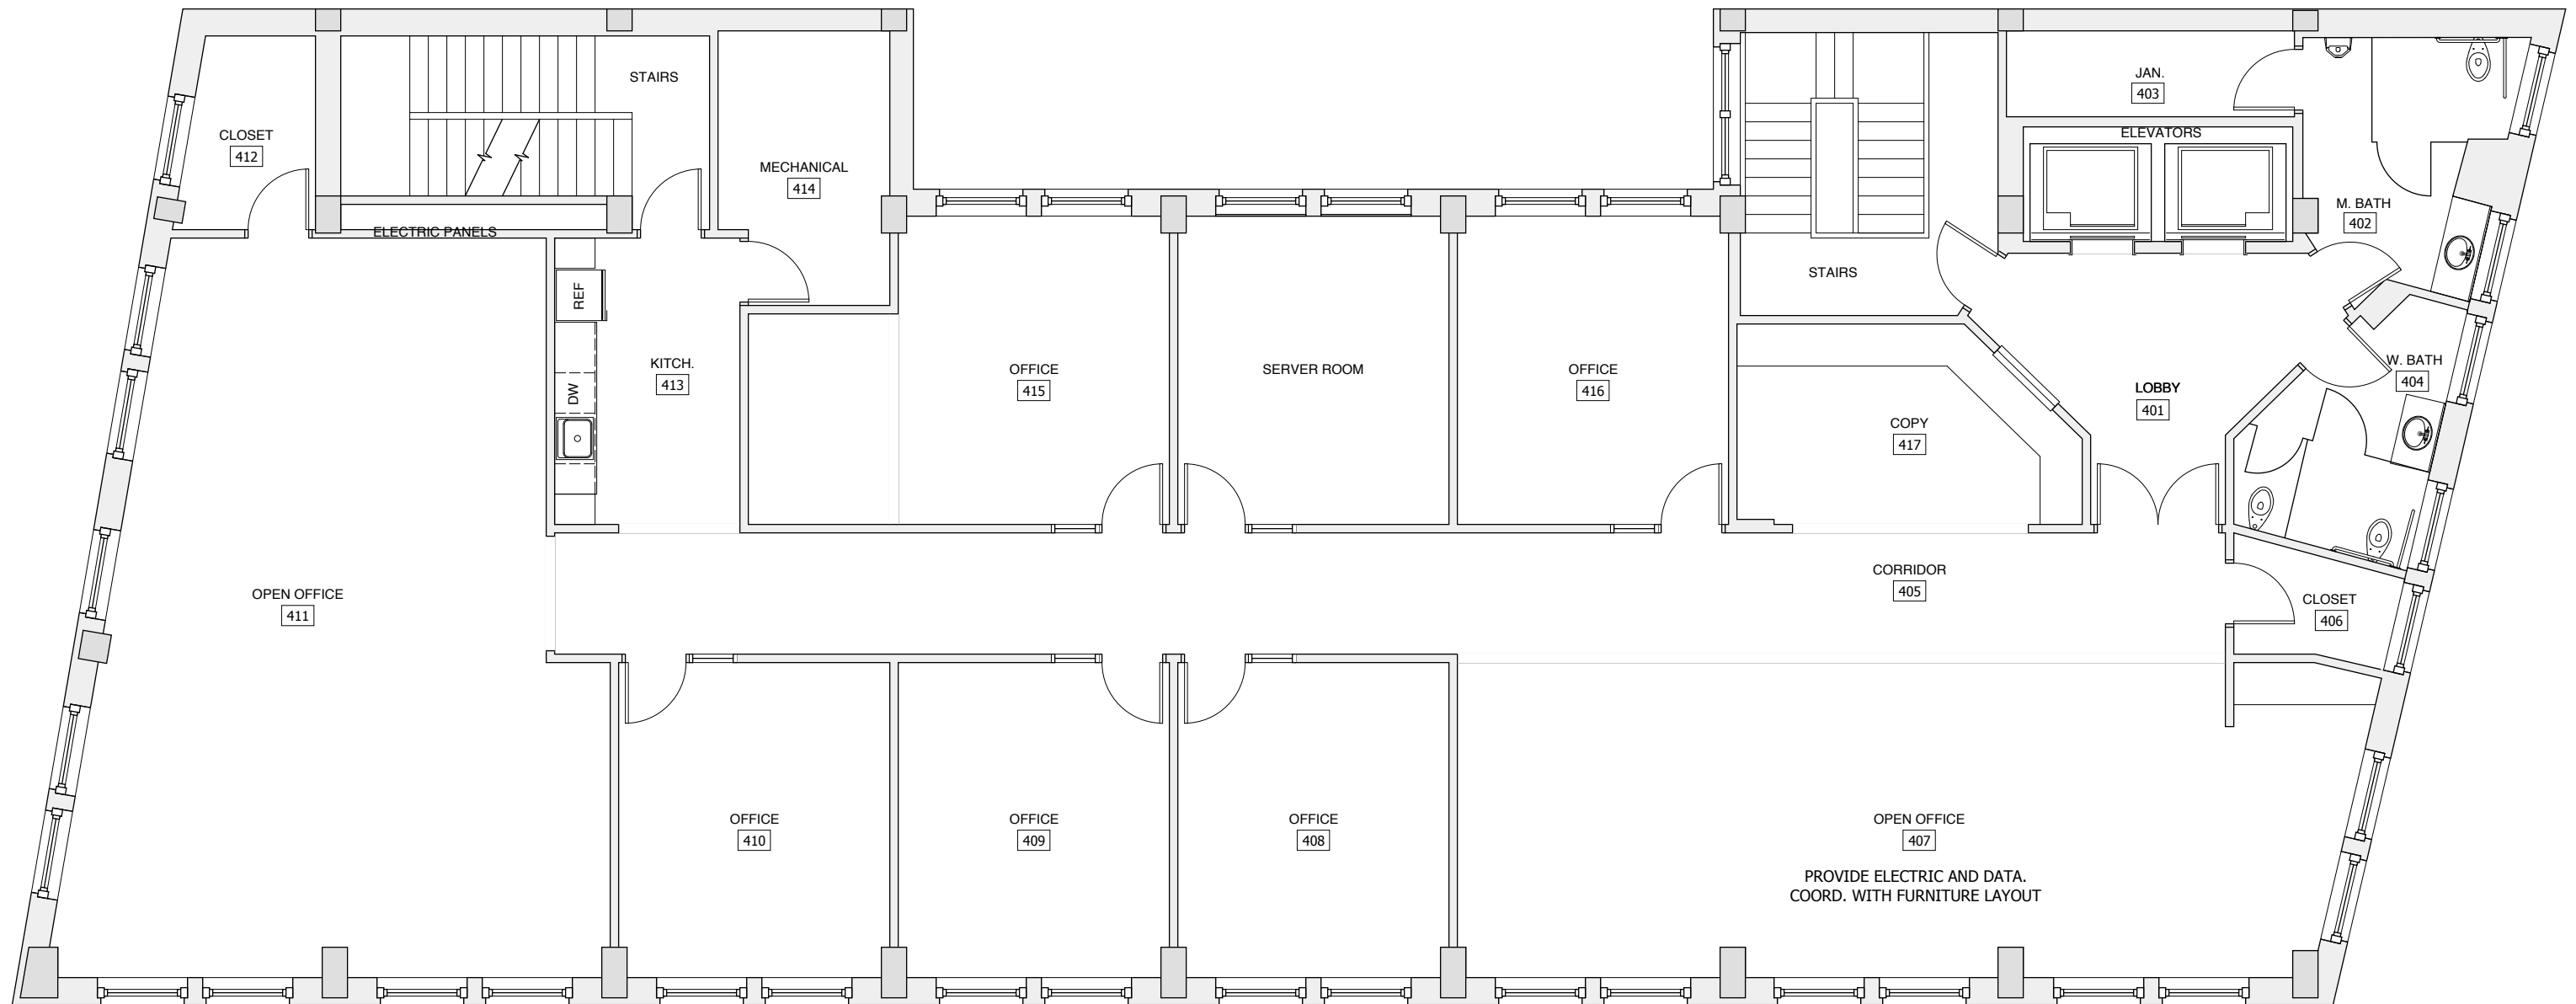 STAIRS
JAN.
403
CLOSET
412
ELEVATORS
MECHANICAL
414
M. BATH
402
ELECTRIC PANELS
STAIRS
REF
KITCH.
413
DW
OFFICE
415
SERVER ROOM
OFFICE
416
W. BATH
404
LOBBY
401
COPY
417
CORRIDOR
405
OPEN OFFICE
411
CLOSET
406
OFFICE
410
OFFICE
409
OFFICE
408
OPEN OFFICE
407
PROVIDE ELECTRIC AND DATA.
COORD. WITH FURNITURE LAYOUT